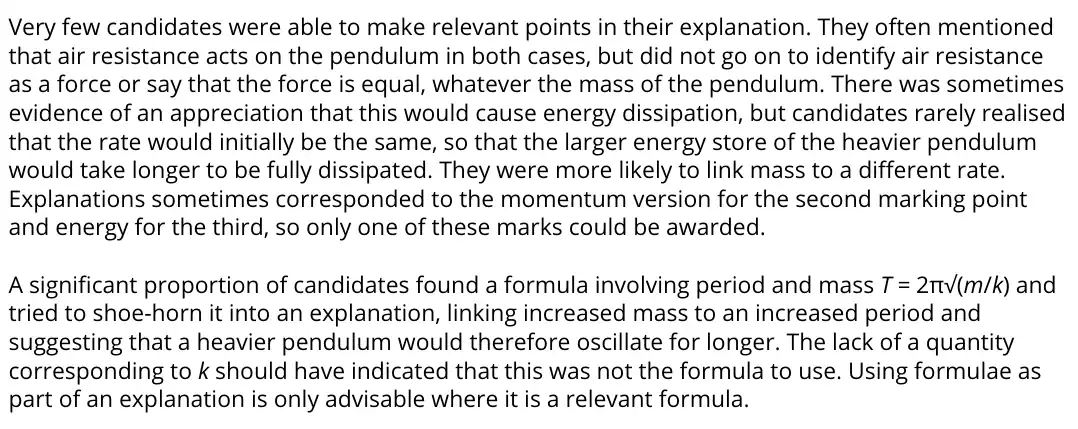 Very few candidates were able to make relevant points in their explanation. They often mentioned
that air resistance acts on the pendulum in both cases, but did not go on to identify air resistance
as a force or say that the force is equal, whatever the mass of the pendulum. There was sometimes
evidence of an appreciation that this would cause energy dissipation, but candidates rarely realised
that the rate would initially be the same, so that the larger energy store of the heavier pendulum
would take longer to be fully dissipated. They were more likely to link mass to a different rate.
Explanations sometimes corresponded to the momentum version for the second marking point
and energy for the third, so only one of these marks could be awarded.
A significant proportion of candidates found a formula involving period and mass T = 2π√(m/k) and
tried to shoe-horn it into an explanation, linking increased mass to an increased period and
suggesting that a heavier pendulum would therefore oscillate for longer. The lack of a quantity
corresponding to k should have indicated that this was not the formula to use. Using formulae as
part of an explanation is only advisable where it is a relevant formula.